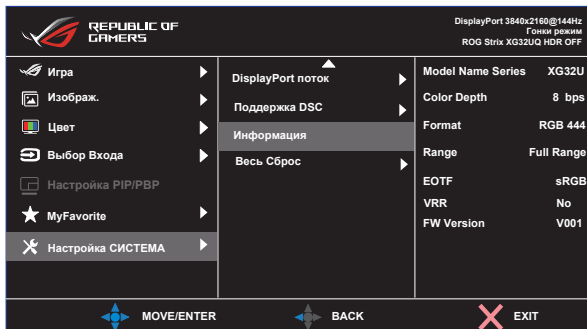 REPUBLIC OF
GAMERS
DisplayPort 3840x2160@144Hz
Гонки режим
ROG Strix XG32UQ HDR OFF
Игра
Изображ.
Цвет
Выбор Входа
Настройка PIP/PBP
MyFavorite
Настройка СИСТЕМА
DisplayPort поток
Поддержка DSC
Информация
Весь Сброс
Model Name Series XG32U
Color Depth 8 bps
Format RGB 444
Range Full Range
EOTF sRGB
VRR No
FW Version V001
MOVE/ENTER
BACK
EXIT